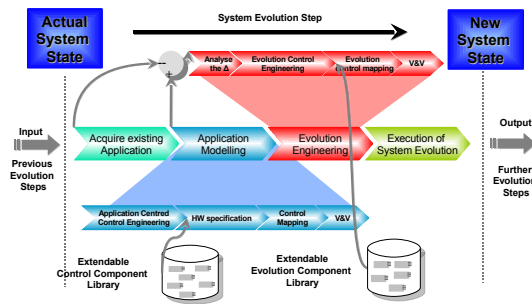 Actual
System
State
System Evolution Step
New
System
State
--
+
Analyse
the Δ
Evolution Control
Engineering
Evolution
Control mapping
V&V
Input
Previous
Evolution
Steps
Acquire existing
Application
Application
Modelling
Evolution
Engineering
Execution of
System Evolution
Output
Further
Evolution
Steps
Application Centred
Control Engineering
HW specification
Control
Mapping
V&V
Extendable
Control Component
Library
Extendable
Evolution Component
Library